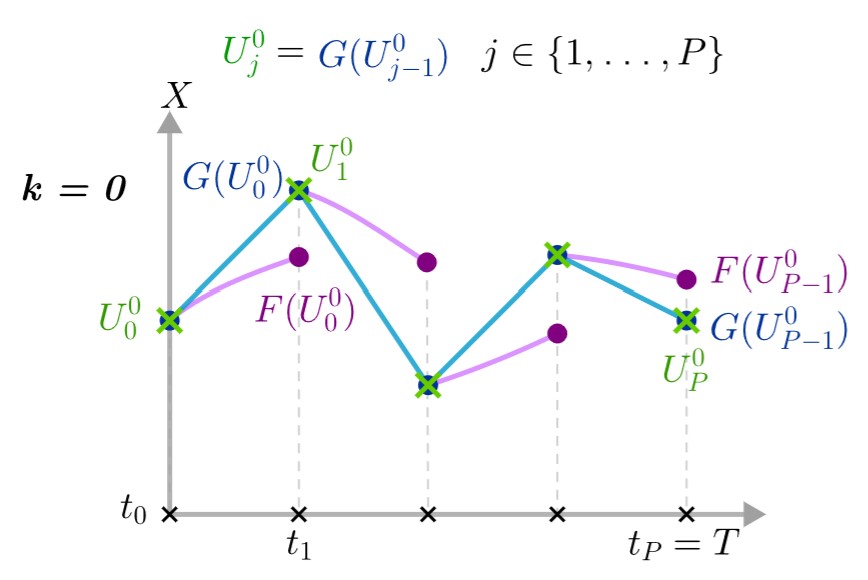 $U_j^0 = G(U_{j-1}^0) \quad j \in \{1, \ldots, P\}$
$X$
$G(U_0^0)$ $U_1^0$
$k = 0$
$F(U_{P-1}^0)$
$U_0^0$ $F(U_0^0)$ $G(U_{P-1}^0)$
$U_P^0$
$t_0$
$t_1$ $t_P = T$